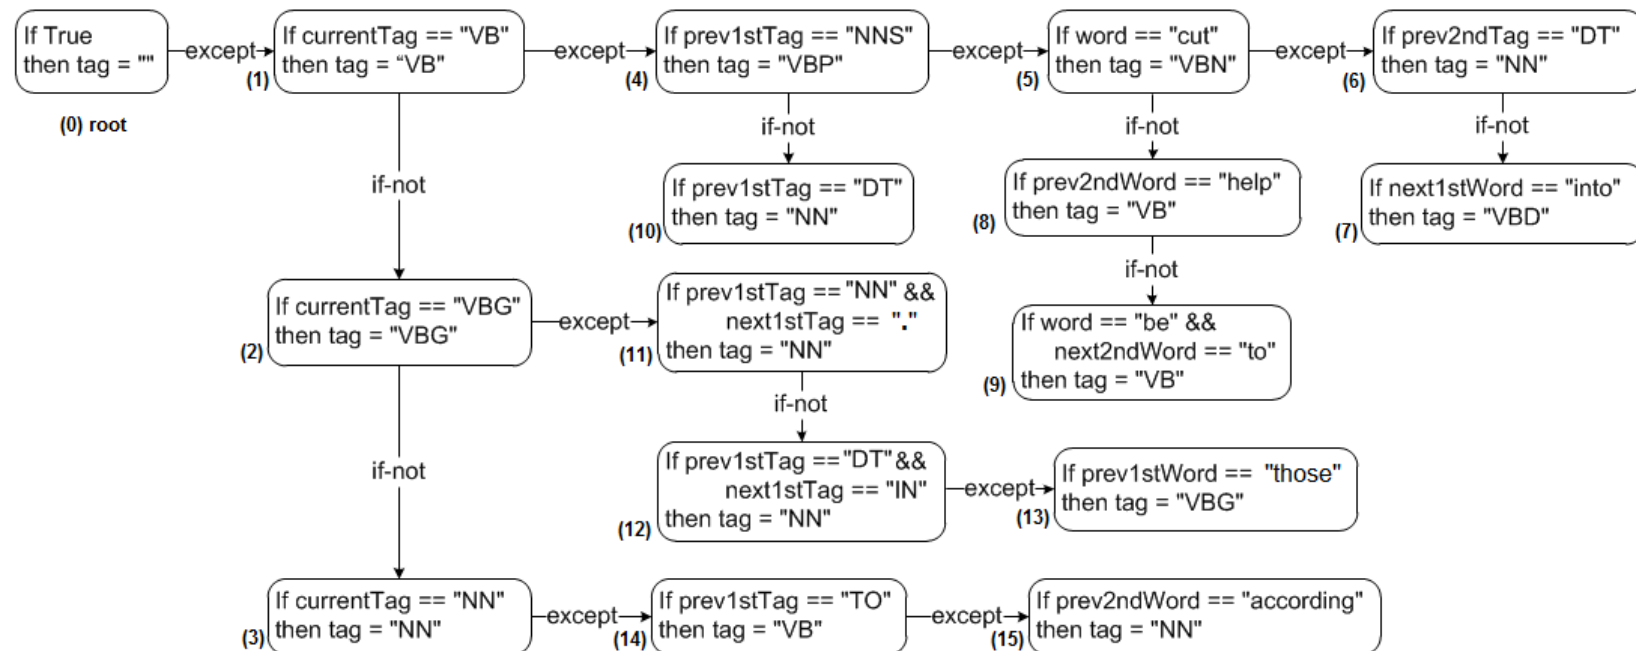 If True
then tag = ""
(0) root
except
If currentTag == "VB"
then tag = “VB"
(1)
except
If prev1stTag == "NNS"
then tag = "VBP"
(4)
except
If word == "cut"
then tag = "VBN"
(5)
except
If prev2ndTag == "DT"
then tag = "NN"
(6)
if-not
if-not
if-not
if-not
If prev1stTag == "DT"
then tag = "NN"
(10)
If prev2ndWord == "help"
then tag = "VB"
(8)
If next1stWord == "into"
then tag = "VBD"
(7)
if-not
If currentTag == "VBG"
then tag = "VBG"
(2)
except
If prev1stTag =="NN" &&
next1stTag == "."
then tag = "NN"
(11)
If word == "be" &&
next2ndWord == "to"
then tag = "VB"
(9)
if-not
if-not
If prev1stTag =="DT"&&
next1stTag == "IN"
then tag = "NN"
(12)
except
If prev1stWord == "those"
then tag = "VBG"
(13)
If currentTag == "NN"
then tag = "NN"
(3)
except
If prev1stTag == "TO"
then tag = "VB"
(14)
except
If prev2ndWord == "according"
then tag = "NN"
(15)